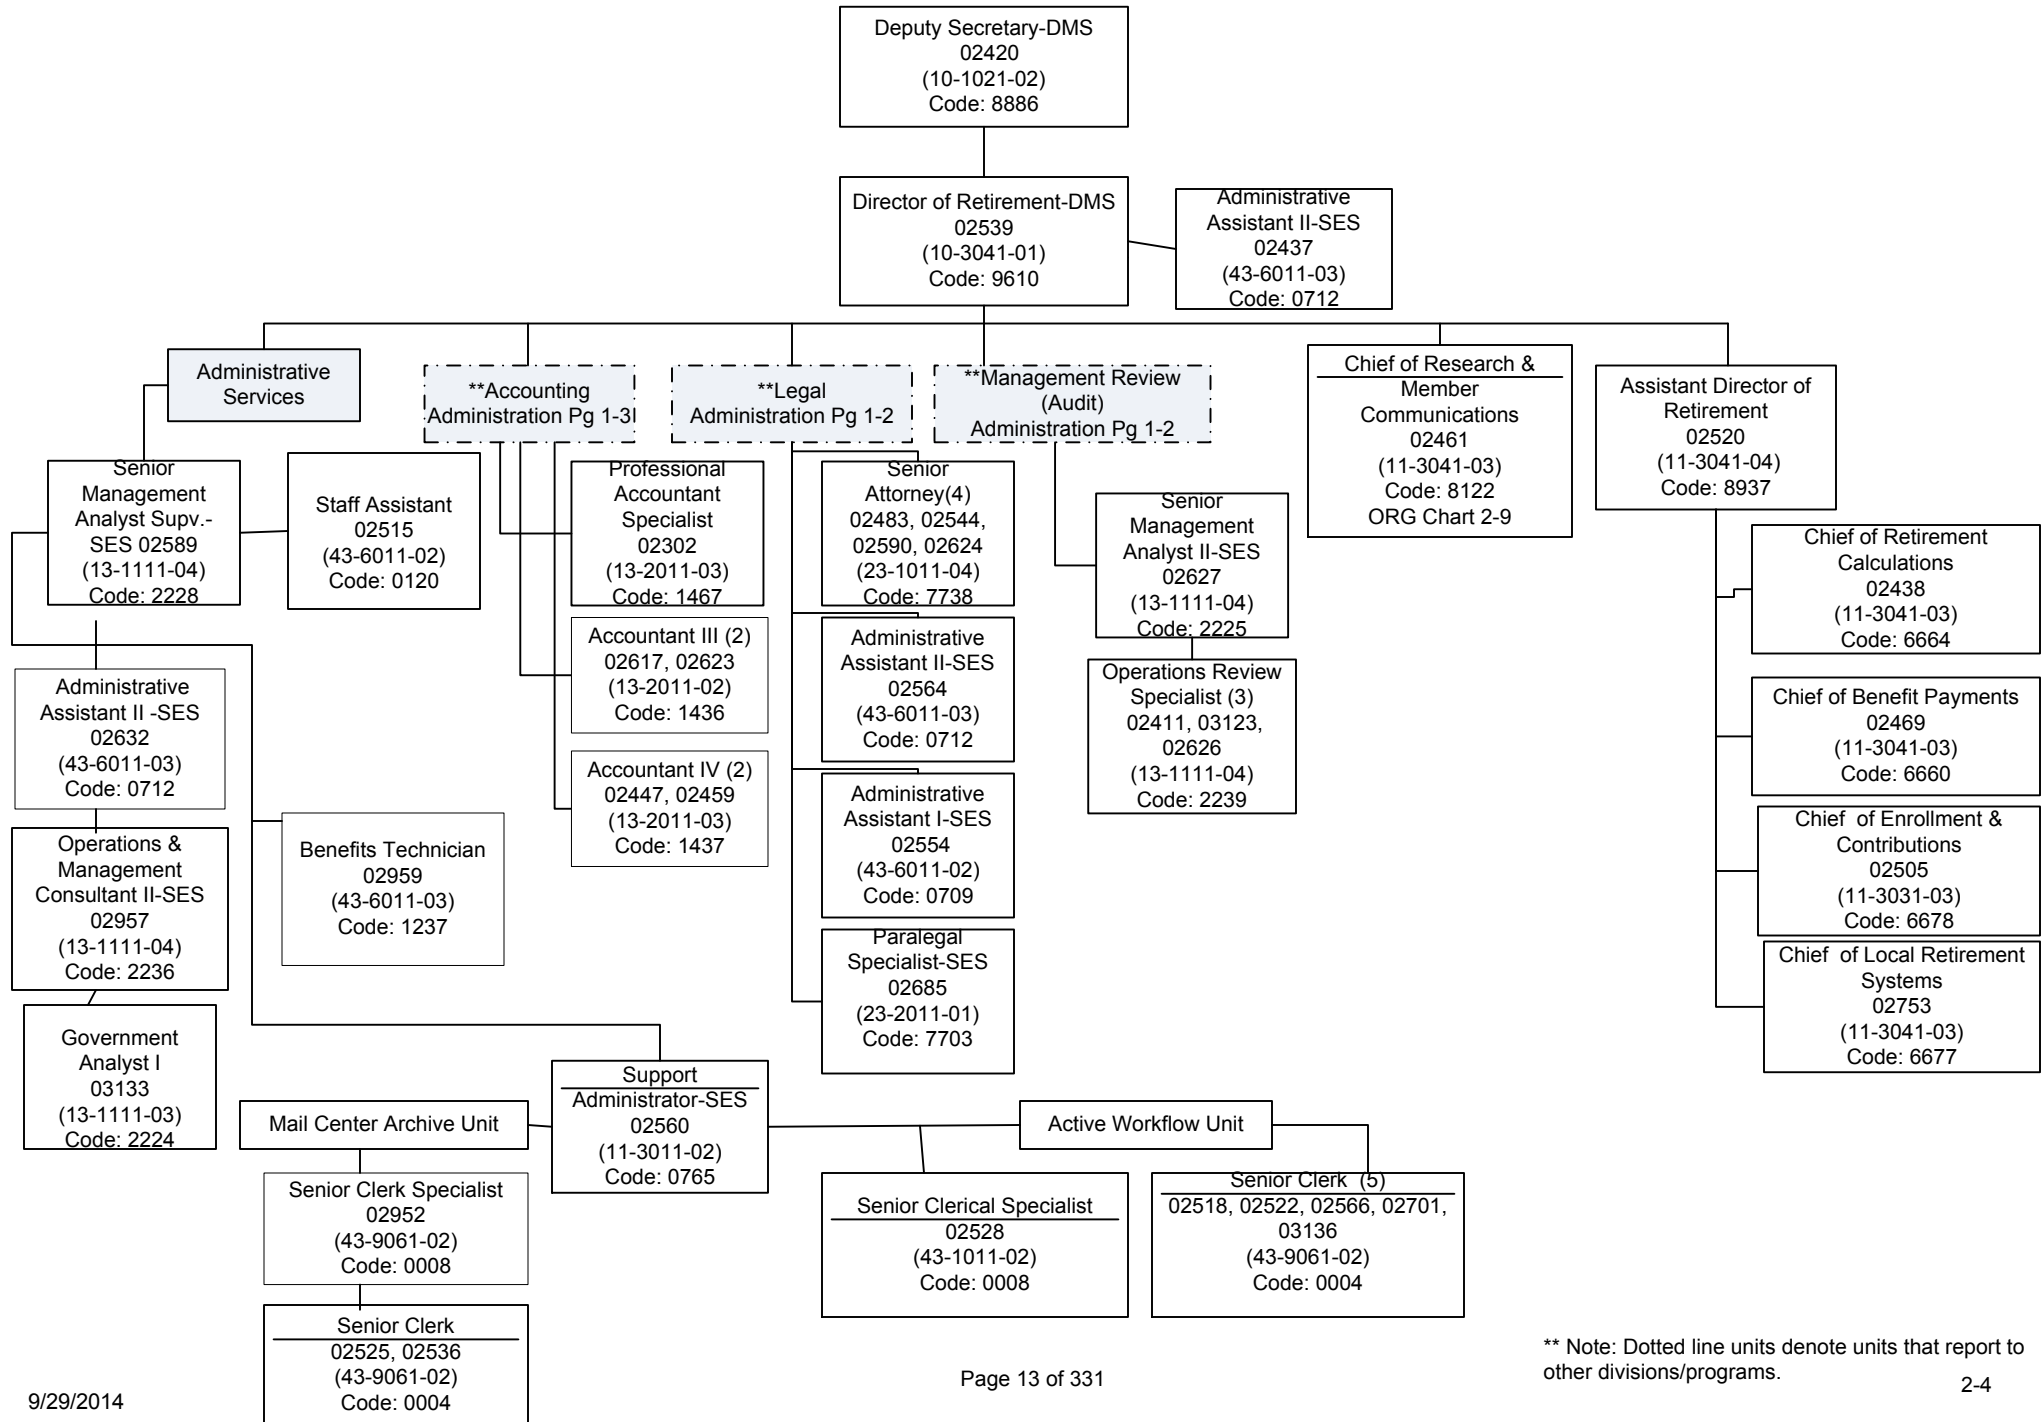 Deputy Secretary-DMS
02420
(10-1021-02)
Code: 8886
Director of Retirement-DMS
02539
(10-3041-01)
Code: 9610
Administrative
Assistant II-SES
02437
(43-6011-03)
Code: 0712
Administrative
Services
**Accounting
Administration Pg 1-3
**Legal
Administration Pg 1-2
**Management Review
(Audit)
Administration Pg 1-2
Chief of Research &
Member
Communications
02461
(11-3041-03)
Code: 8122
ORG Chart 2-9
Assistant Director of
Retirement
02520
(11-3041-04)
Code: 8937
Senior
Management
Analyst Supv.-
SES 02589
(13-1111-04)
Code: 2228
Staff Assistant
02515
(43-6011-02)
Code: 0120
Professional
Accountant
Specialist
02302
(13-2011-03)
Code: 1467
Senior
Attorney(4)
02483, 02544,
02590, 02624
(23-1011-04)
Code: 7738
Senior
Management
Analyst II-SES
02627
(13-1111-04)
Code: 2225
Chief of Retirement
Calculations
02438
(11-3041-03)
Code: 6664
Accountant III (2)
02617, 02623
(13-2011-02)
Code: 1436
Administrative
Assistant II-SES
02564
(43-6011-03)
Code: 0712
Operations Review
Specialist (3)
02411, 03123,
02626
(13-1111-04)
Code: 2239
Administrative
Assistant II -SES
02632
(43-6011-03)
Code: 0712
Chief of Benefit Payments
02469
(11-3041-03)
Code: 6660
Accountant IV (2)
02447, 02459
(13-2011-03)
Code: 1437
Administrative
Assistant I-SES
02554
(43-6011-02)
Code: 0709
Operations &
Management
Consultant II-SES
02957
(13-1111-04)
Code: 2236
Benefits Technician
02959
(43-6011-03)
Code: 1237
Chief of Enrollment &
Contributions
02505
(11-3031-03)
Code: 6678
Paralegal
Specialist-SES
02685
(23-2011-01)
Code: 7703
Chief of Local Retirement
Systems
02753
(11-3041-03)
Code: 6677
Government
Analyst I
03133
(13-1111-03)
Code: 2224
Support
Administrator-SES
02560
(11-3011-02)
Code: 0765
Mail Center Archive Unit
Active Workflow Unit
Senior Clerk Specialist
02952
(43-9061-02)
Code: 0008
Senior Clerical Specialist
02528
(43-1011-02)
Code: 0008
Senior Clerk (5)
02518, 02522, 02566, 02701,
03136
(43-9061-02)
Code: 0004
Senior Clerk
02525, 02536
(43-9061-02)
Code: 0004
** Note: Dotted line units denote units that report to
other divisions/programs.
9/29/2014
Page 13 of 331
2-4